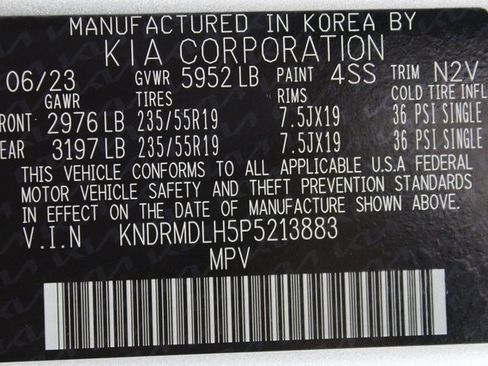 MANUFACTURED IN KOREA BY
KIA CORPORATION
06/23 GVWR 5952 LB PAINT 4SS TRIM N2V
GAWR TIRES RIMS COLD TIRE INFL
FRONT 2976 LB 235/55R19 7.5JX19 36 PSI SINGLE
REAR 3197 LB 235/55R19 7.5JX19 36 PSI SINGLE
THIS VEHICLE CONFORMS TO ALL APPLICABLE U.S.A FEDERAL
MOTOR VEHICLE SAFETY AND THEFT PREVENTION STANDARDS
IN EFFECT ON THE DATE OF MANUFACTURE SHOWN ABOVE.
V.I.N KNDRMDLH5P5213883
MPV